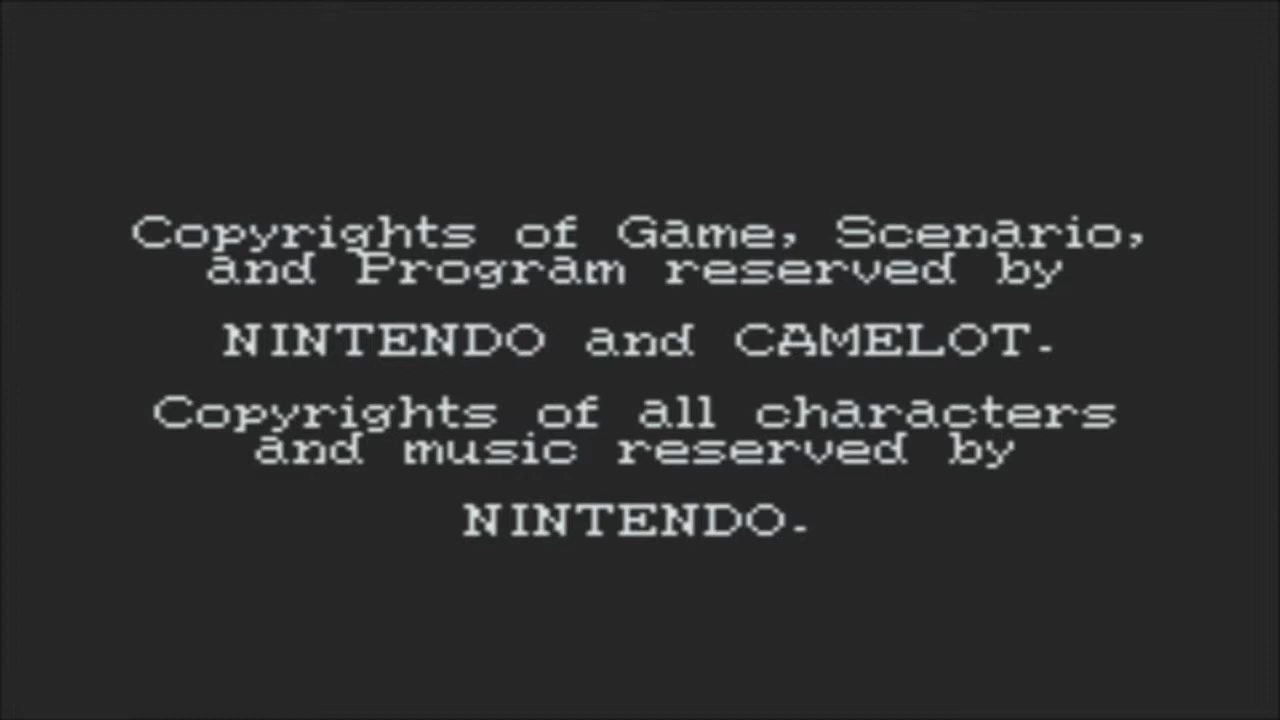 Copyrights of Game, Scenario,
and Program reserved by
NINTENDO and CAMELOT.
Copyrights of all characters
and music reserved by
NINTENDO.